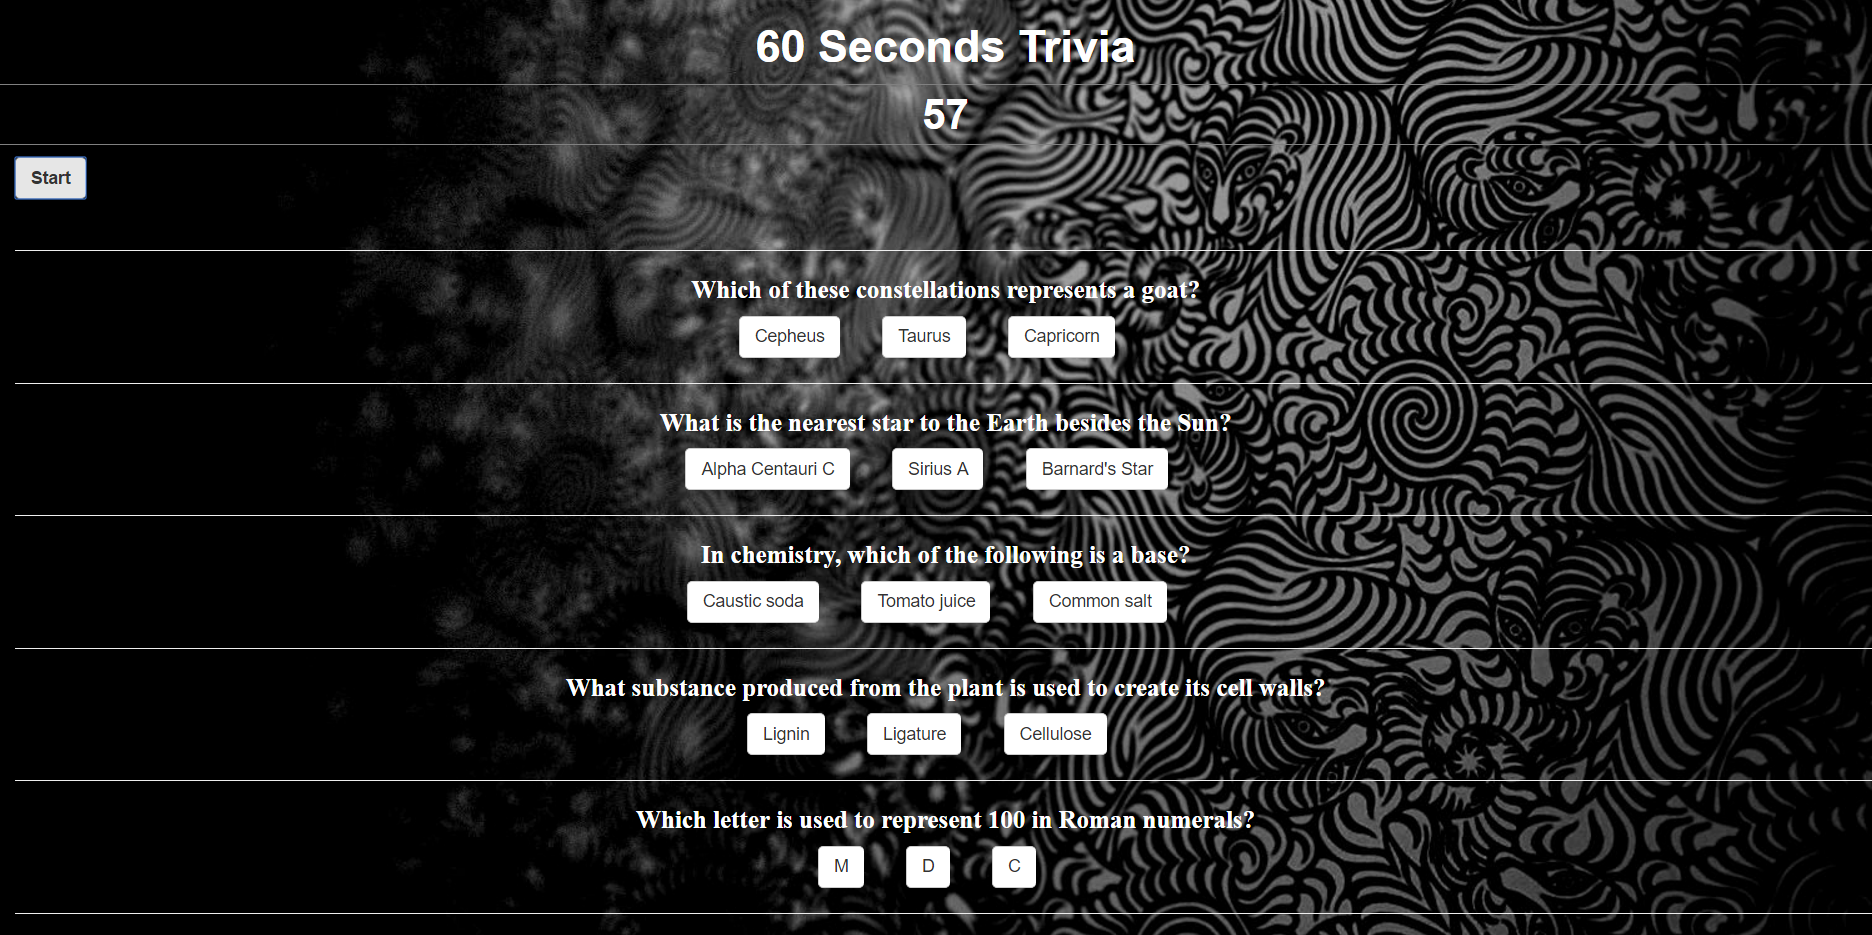 60 Seconds Trivia
57
Start
Which of these constellations represents a goat?
Cepheus Taurus Capricorn
What is the nearest star to the Earth besides the Sun?
Alpha Centauri C Sirius A Barnard's Star
In chemistry, which of the following is a base?
Caustic soda Tomato juice Common salt
What substance produced from the plant is used to create its cell walls?
Lignin Ligature Cellulose
Which letter is used to represent 100 in Roman numerals?
M D C